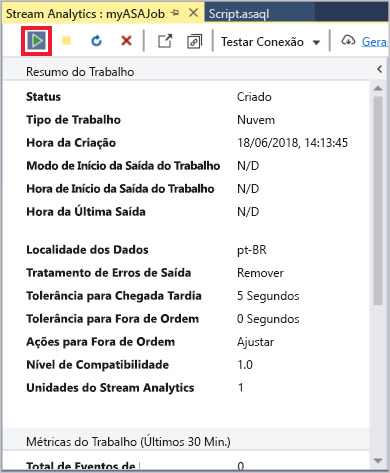 Stream Analytics : myASAJob Script.asaql
Testar Conexão Gera
Resumo do Trabalho
Status Criado
Tipo de Trabalho Nuvem
Hora da Criação 18/06/2018, 14:13:45
Modo de Início da Saída do Trabalho N/D
Hora de Início da Saída do Trabalho N/D
Hora da Última Saída N/D
Localidade dos Dados pt-BR
Tratamento de Erros de Saída Remover
Tolerância para Chegada Tardia 5 Segundos
Tolerância para Fora de Ordem 0 Segundos
Ações para Fora de Ordem Ajustar
Nível de Compatibilidade 1.0
Unidades do Stream Analytics 1
Métricas do Trabalho (Últimos 30 Min.)
Total de Eventos de 0